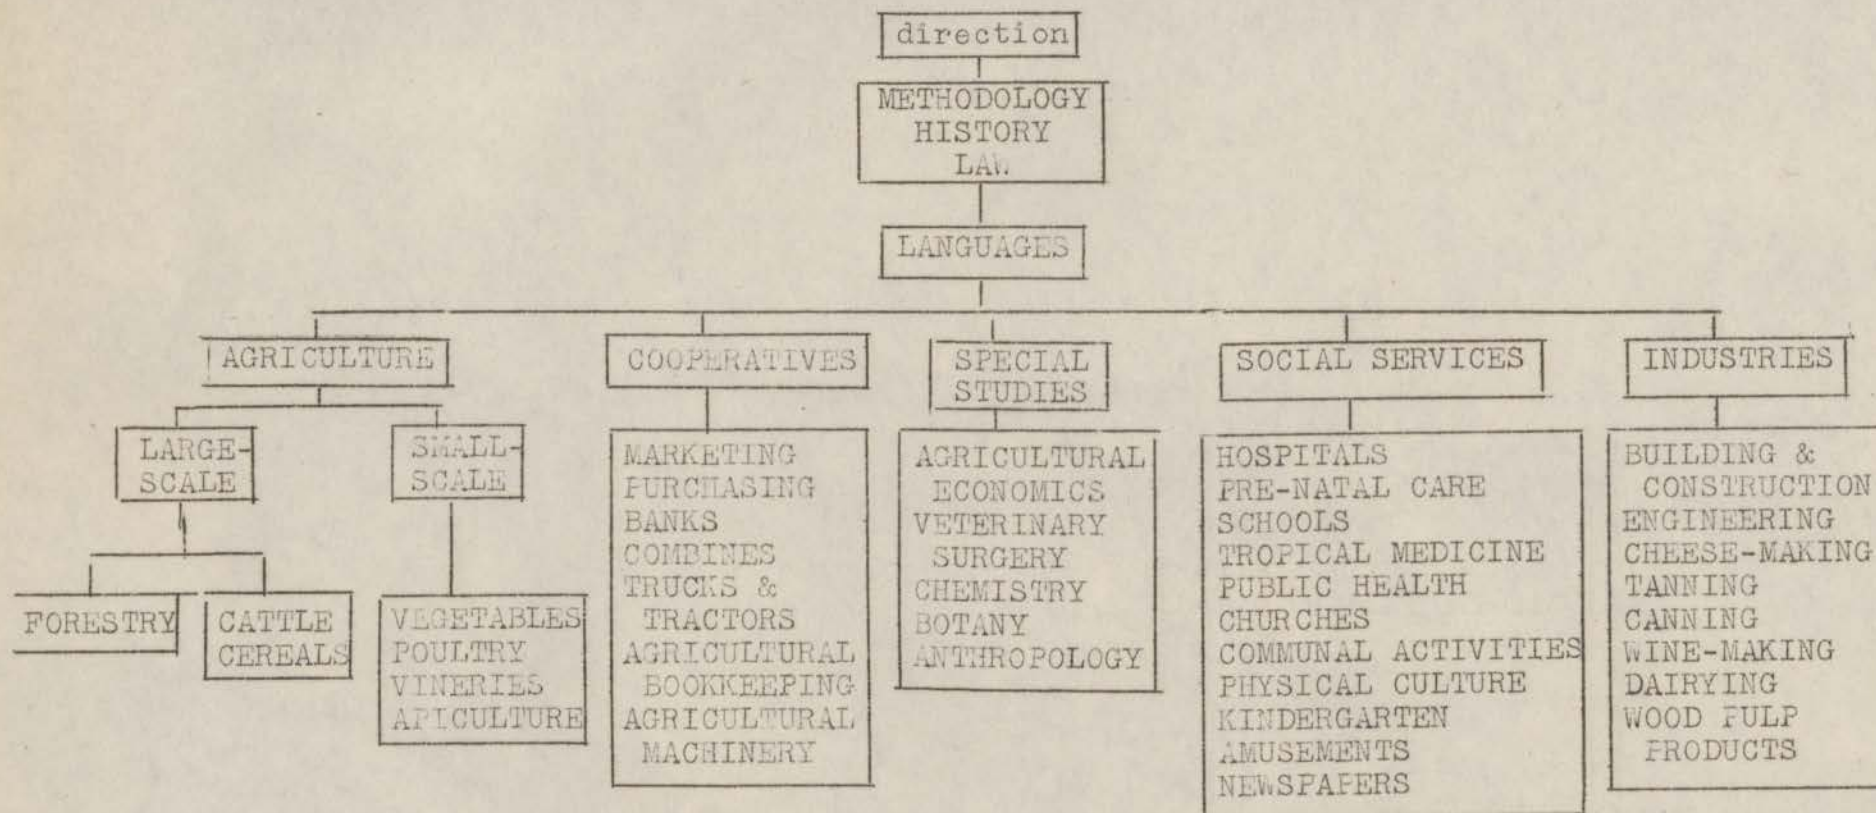 direction
METHODOLOGY
HISTORY
LAW
LANGUAGES
AGRICULTURE
LARGE-
SCALE
FORESTRY
CATTLE
CEREALS
SMALL-
SCALE
VEGETABLES
POULTRY
VINERIES
APICULTURE
COOPERATIVES
MARKETING
PURCHASING
BANKS
COMBINES
TRUCKS &
TRACTORS
AGRICULTURAL
BOOKKEEPING
AGRICULTURAL
MACHINERY
SPECIAL
STUDIES
AGRICULTURAL
ECONOMICS
VETERINARY
SURGERY
CHEMISTRY
BOTANY
ANTHROPOLOGY
SOCIAL SERVICES
HOSPITALS
PRE-NATAL CARE
SCHOOLS
TROPICAL MEDICINE
PUBLIC HEALTH
CHURCHES
COMMUNAL ACTIVITIES
PHYSICAL CULTURE
KINDERGARTEN
AMUSEMENTS
NEWSPAPERS
INDUSTRIES
BUILDING &
CONSTRUCTION
ENGINEERING
CHEESE-MAKING
TANNING
CANNING
WINE-MAKING
DAIRYING
WOOD PULP
PRODUCTS